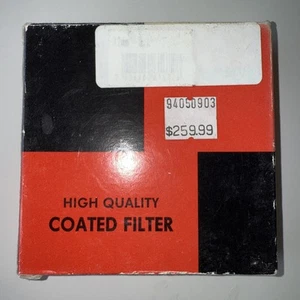 94050903
$259.99
HIGH QUALITY
COATED FILTER